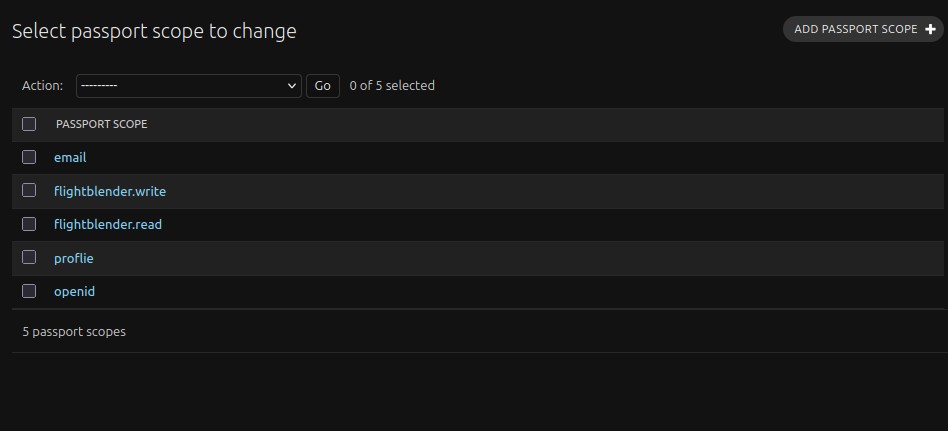 Select passport scope to change
ADD PASSPORT SCOPE +
Action: --------- Go 0 of 5 selected
PASSPORT SCOPE
email
flightblender.write
flightblender.read
proflie
openid
5 passport scopes